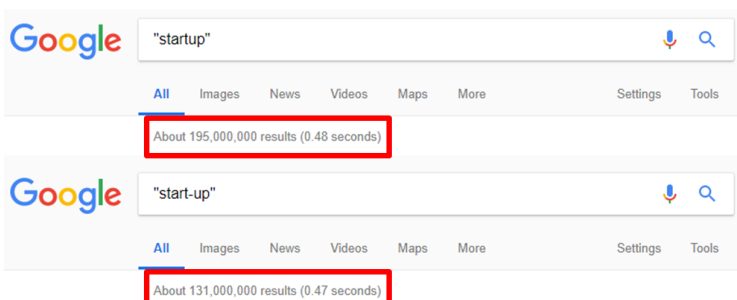 Google "startup"
All Images News Videos Maps More Settings Tools
About 195,000,000 results (0.48 seconds)
Google "start-up"
All Images News Videos Maps More Settings Tools
About 131,000,000 results (0.47 seconds)